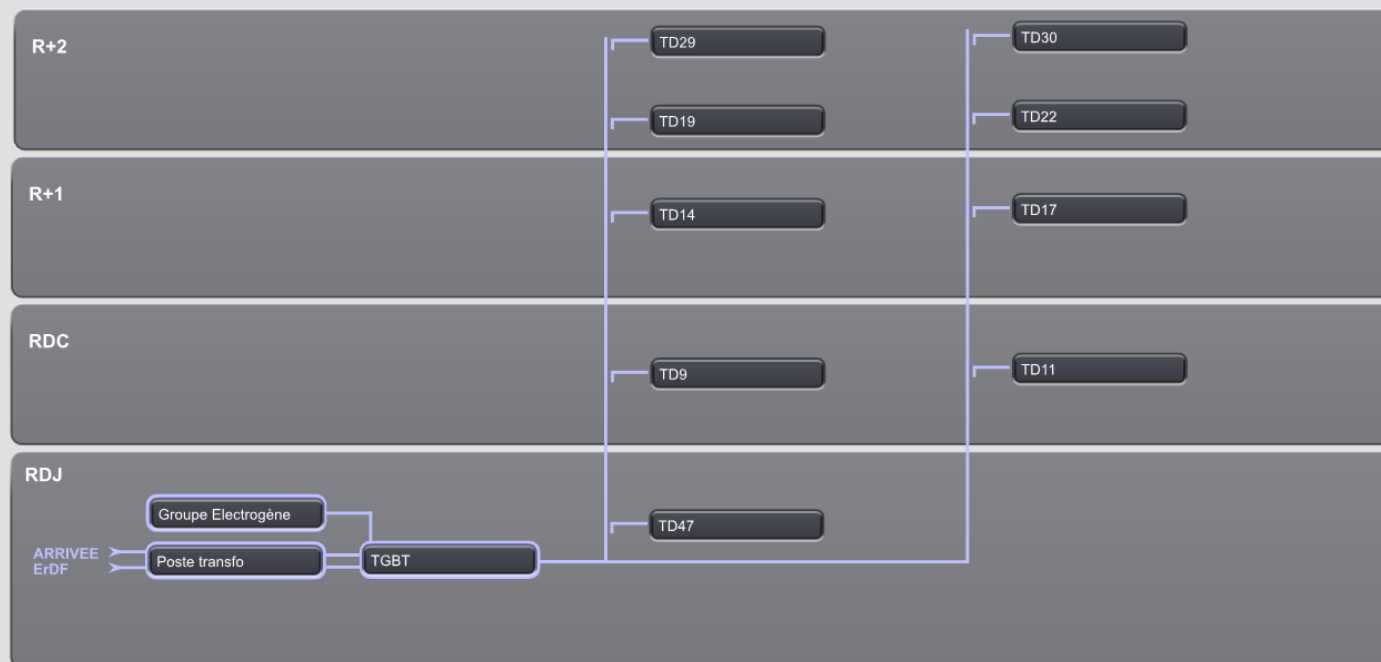 R+2
TD29
TD30
TD19
TD22
R+1
TD14
TD17
RDC
TD9
TD11
RDJ
Groupe Electrogène
TD47
ARRIVEE
ErDF
Poste transfo
TGBT